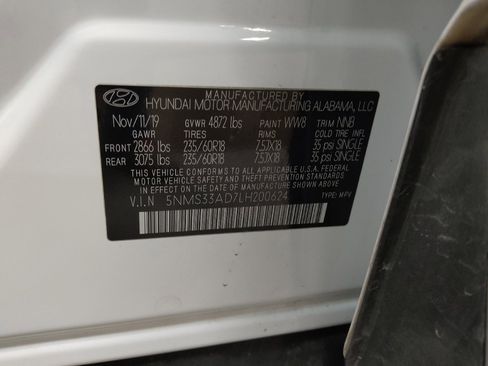 MANUFACTURED BY
HYUNDAI MOTOR MANUFACTURING ALABAMA, LLC
Nov/11/19 GVWR 4872 lbs PAINT WW8 TRIM NNB
GAWR TIRES RIMS COLD TIRE INFL
FRONT 2866 lbs 235/60R18 7.5JX18 35 psi SINGLE
REAR 3075 lbs 235/60R18 7.5JX18 35 psi SINGLE
THIS VEHICLE CONFORMS TO ALL APPLICABLE FEDERAL
MOTOR VEHICLE SAFETY AND THEFT PREVENTION STANDARDS
IN EFFECT ON THE DATE OF MANUFACTURE SHOWN ABOVE.
V.I.N 5NMS33AD7LH200624 TYPE: MPV